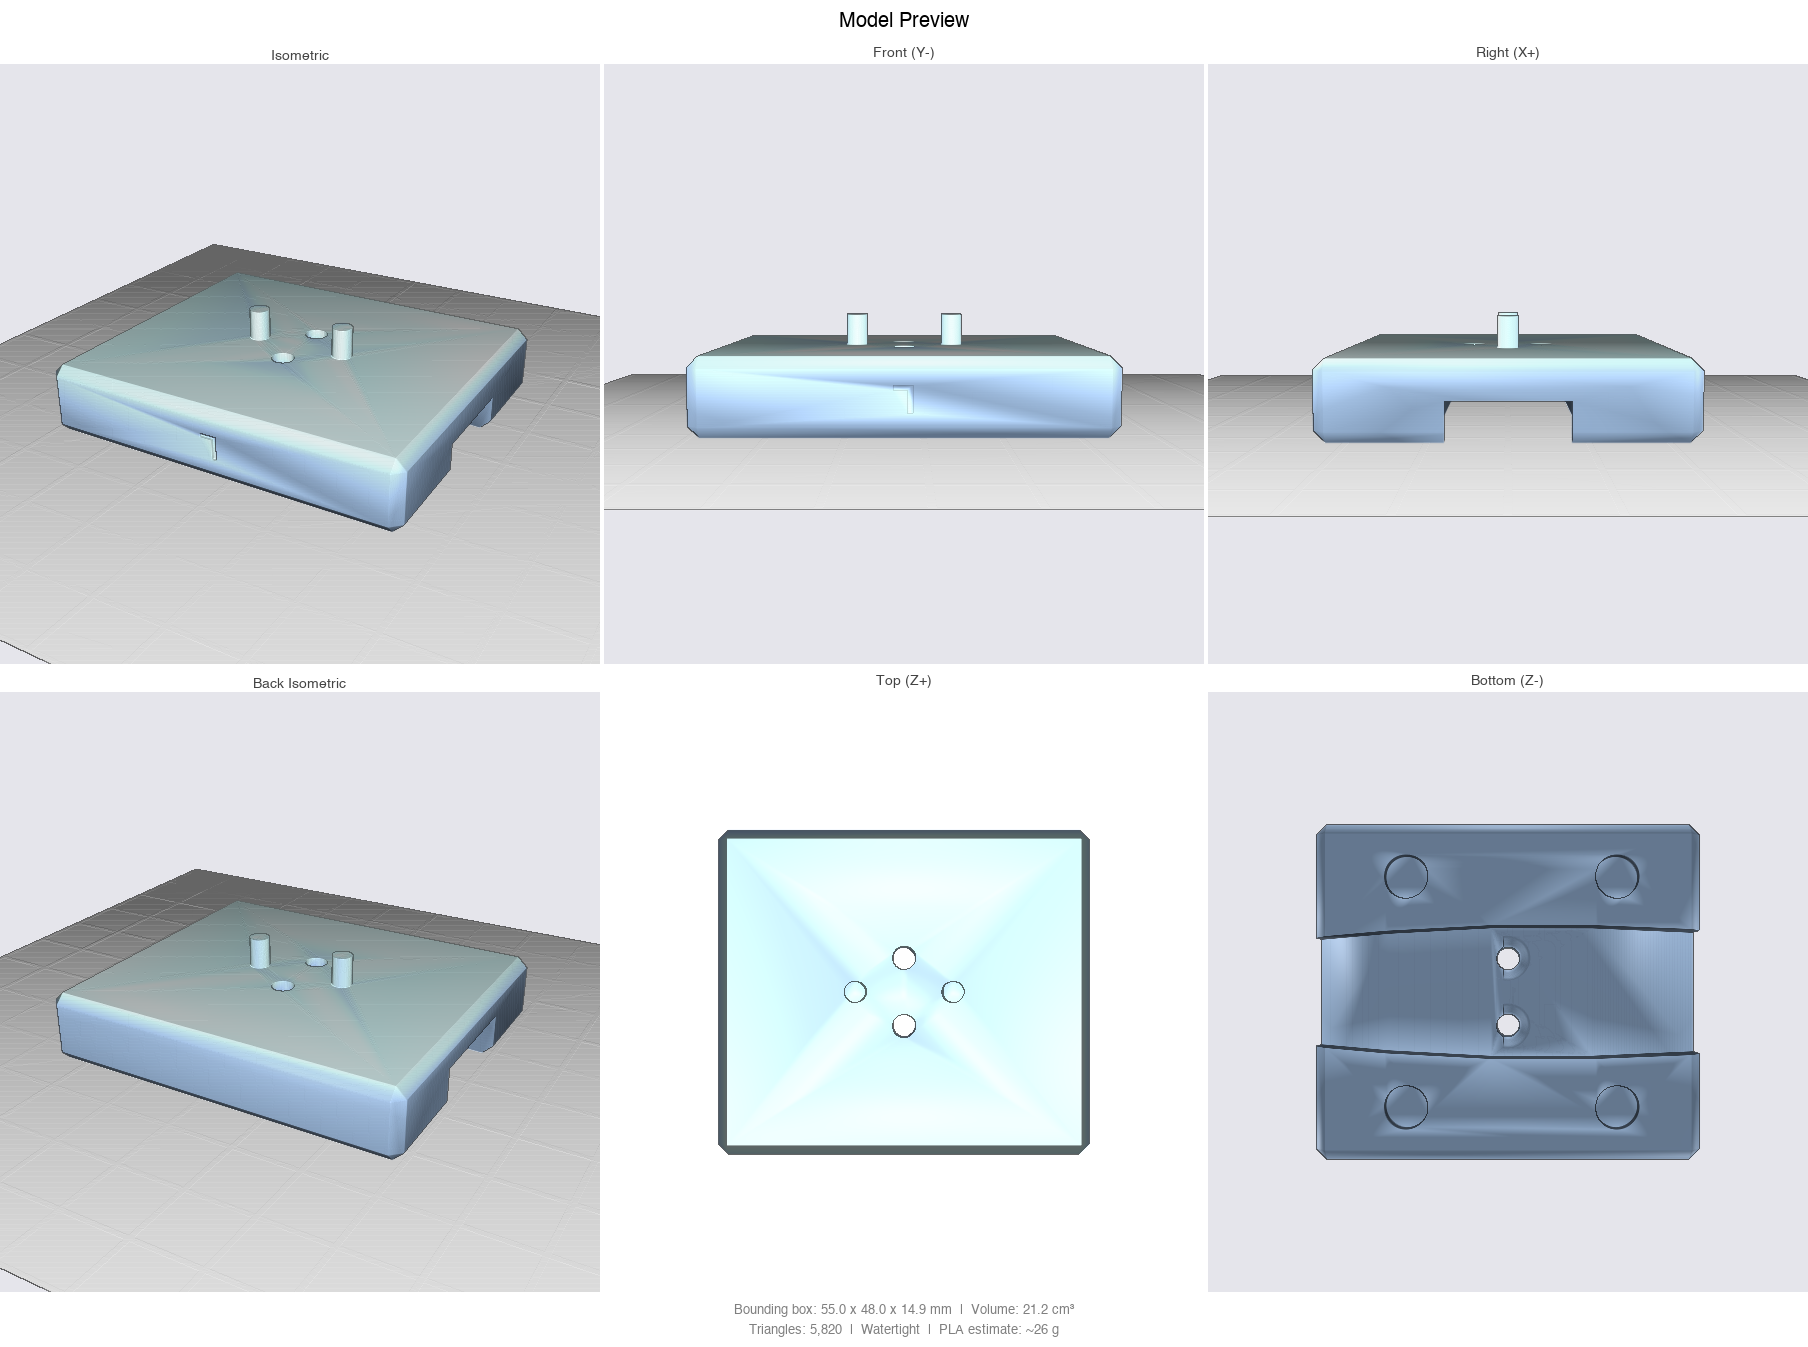 Model Preview
Isometric
Front (Y-)
Right (X+)
Back Isometric
Top (Z+)
Bottom (Z-)
Bounding box: 55.0 x 48.0 x 14.9 mm | Volume: 21.2 cm³
Triangles: 5,820 | Watertight | PLA estimate: ~26 g